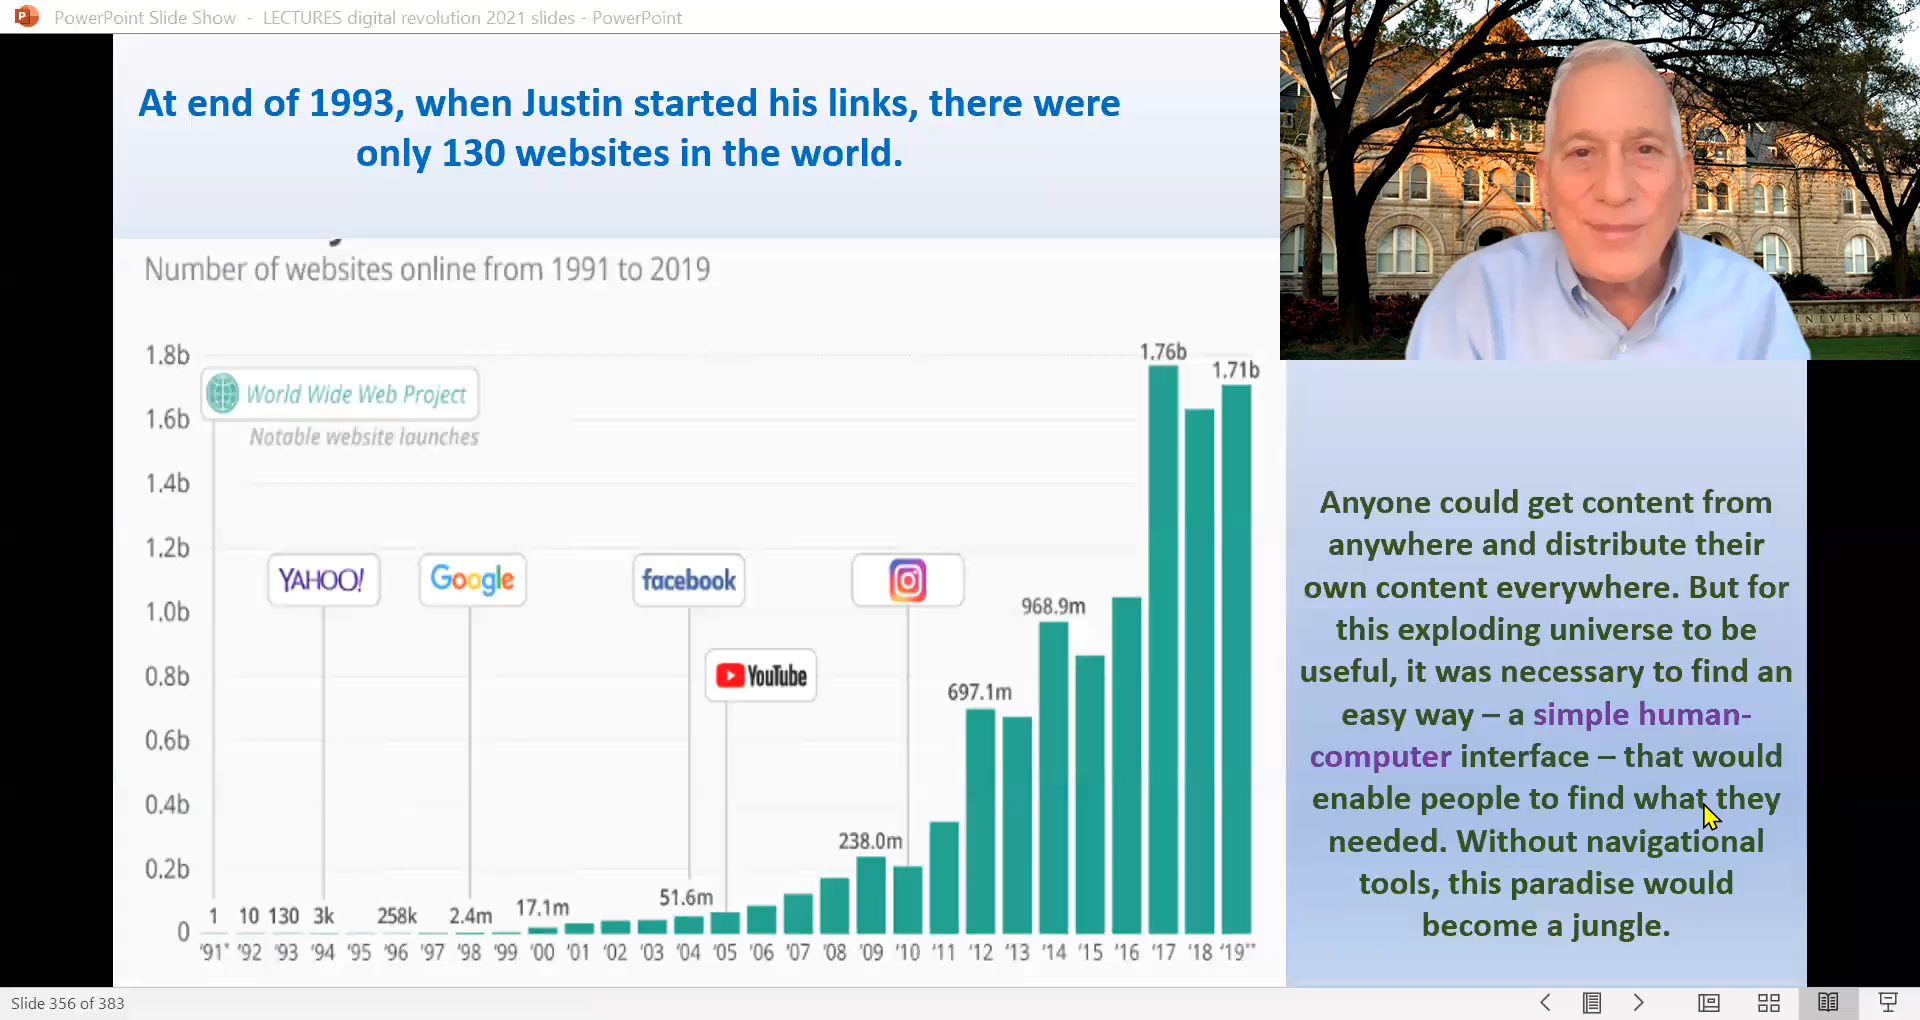 PowerPoint Slide Show - LECTURES digital revolution 2021 slides - PowerPoint
At end of 1993, when Justin started his links, there were
only 130 websites in the world.
Number of websites online from 1991 to 2019
1.8b
1.6b
1.4b
1.2b
1.0b
0.8b
0.6b
0.4b
0.2b
0
World Wide Web Project
Notable website launches
YAHOO!
Google
facebook
YouTube
1 10 130 3k 258k 2.4m 17.1m 51.6m 238.0m 697.1m 968.9m 1.76b 1.71b
'91* '92 '93 '94 '95 '96 '97 '98 '99 '00 '01 '02 '03 '04 '05 '06 '07 '08 '09 '10 '11 '12 '13 '14 '15 '16 '17 '18 '19**
UNIVERSITY
Anyone could get content from
anywhere and distribute their
own content everywhere. But for
this exploding universe to be
useful, it was necessary to find an
easy way – a simple human-
computer interface – that would
enable people to find what they
needed. Without navigational
tools, this paradise would
become a jungle.
Slide 356 of 383